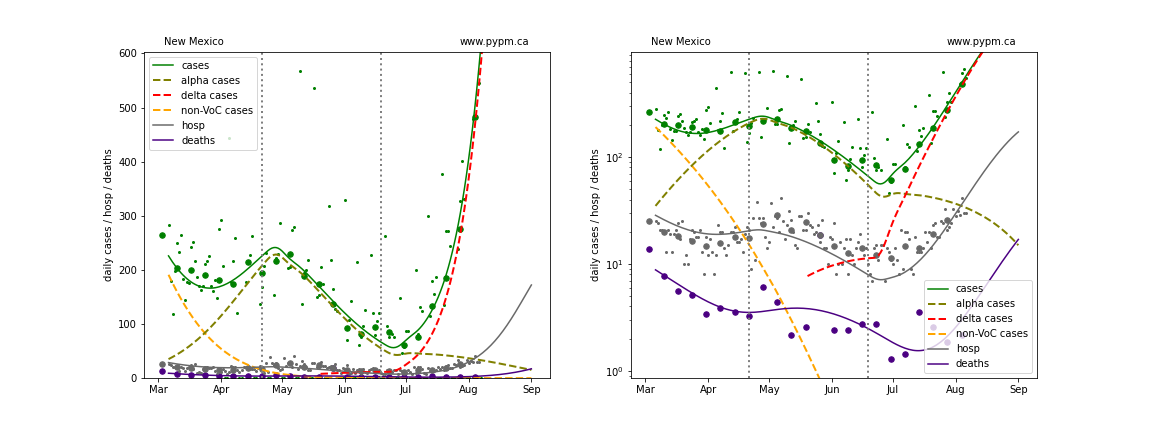 New Mexico
www.pypm.ca
daily cases / hosp / deaths
600
500
400
300
200
100
0
cases
alpha cases
delta cases
non-VoC cases
hosp
deaths
Mar
Apr
May
Jun
Jul
Aug
Sep
New Mexico
www.pypm.ca
daily cases / hosp / deaths
10²
10¹
10⁰
cases
alpha cases
delta cases
non-VoC cases
hosp
deaths
Mar
Apr
May
Jun
Jul
Aug
Sep